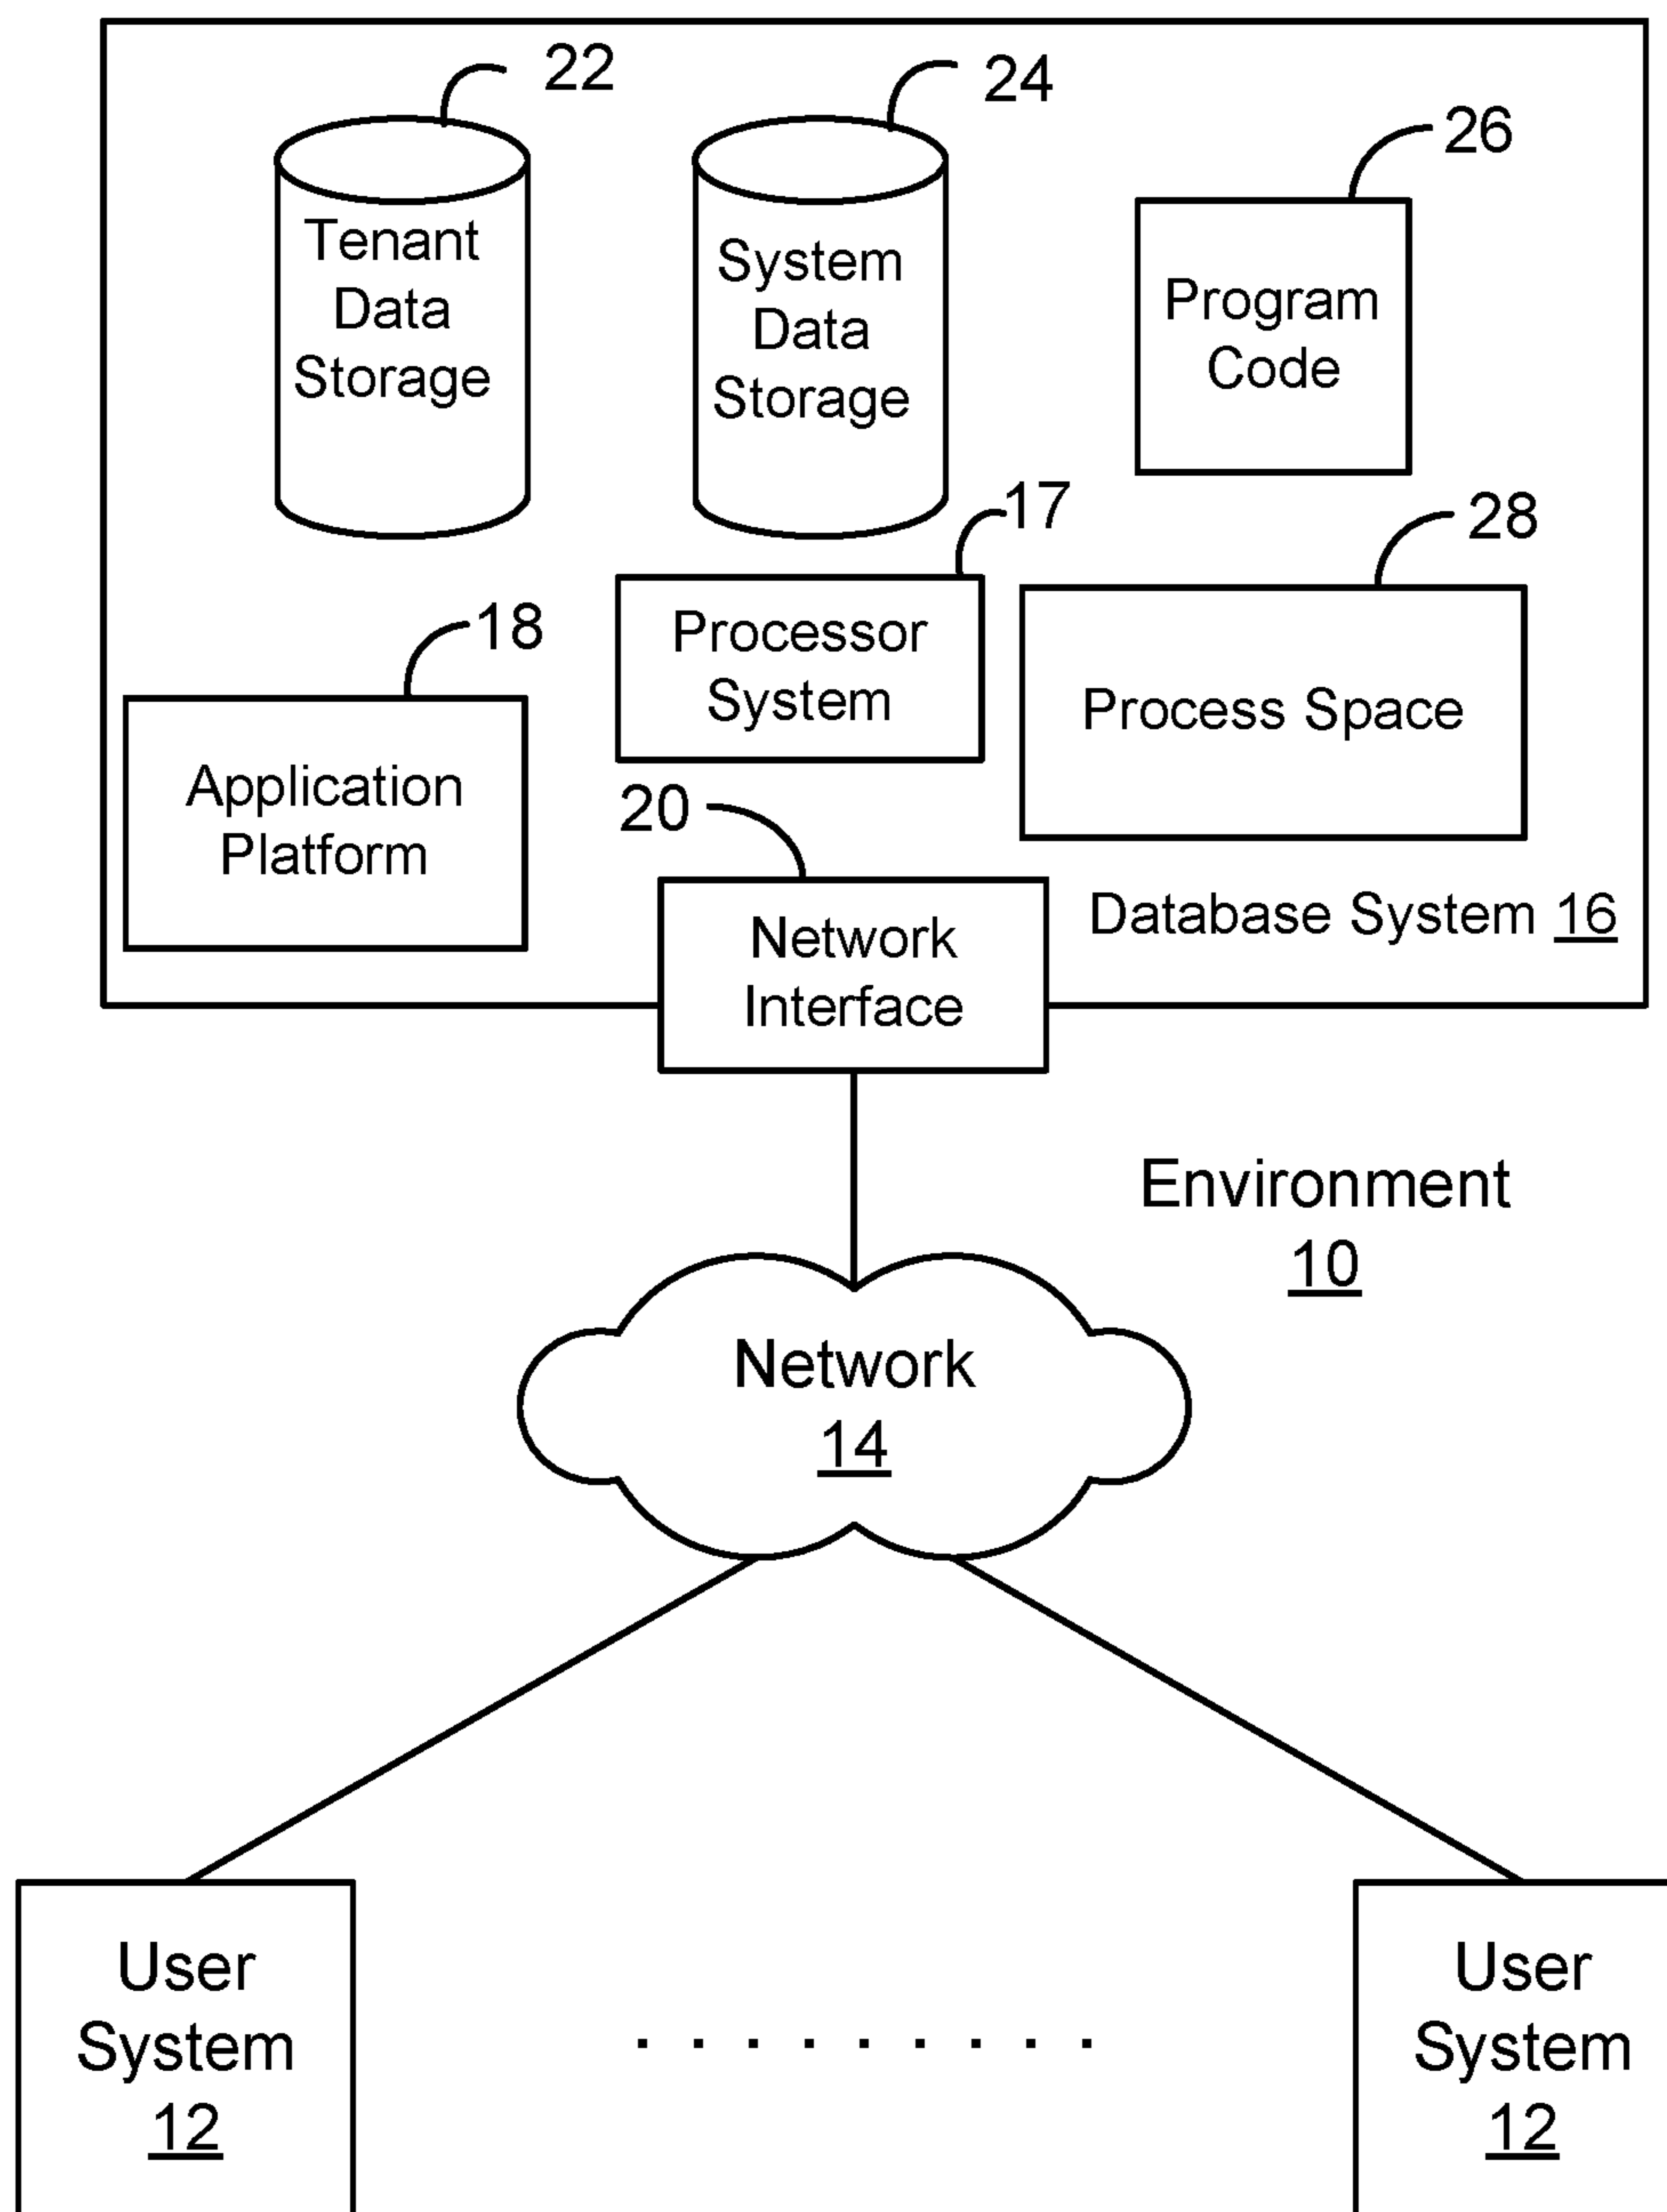 22
24
26
Tenant
Data
Storage
System
Data
Storage
Program
Code
17
28
18
Processor
System
Process Space
Application
Platform
20
Database System 16
Network
Interface
Environment
10
Network
14
User
System
12
. . . . . . . . .
User
System
12